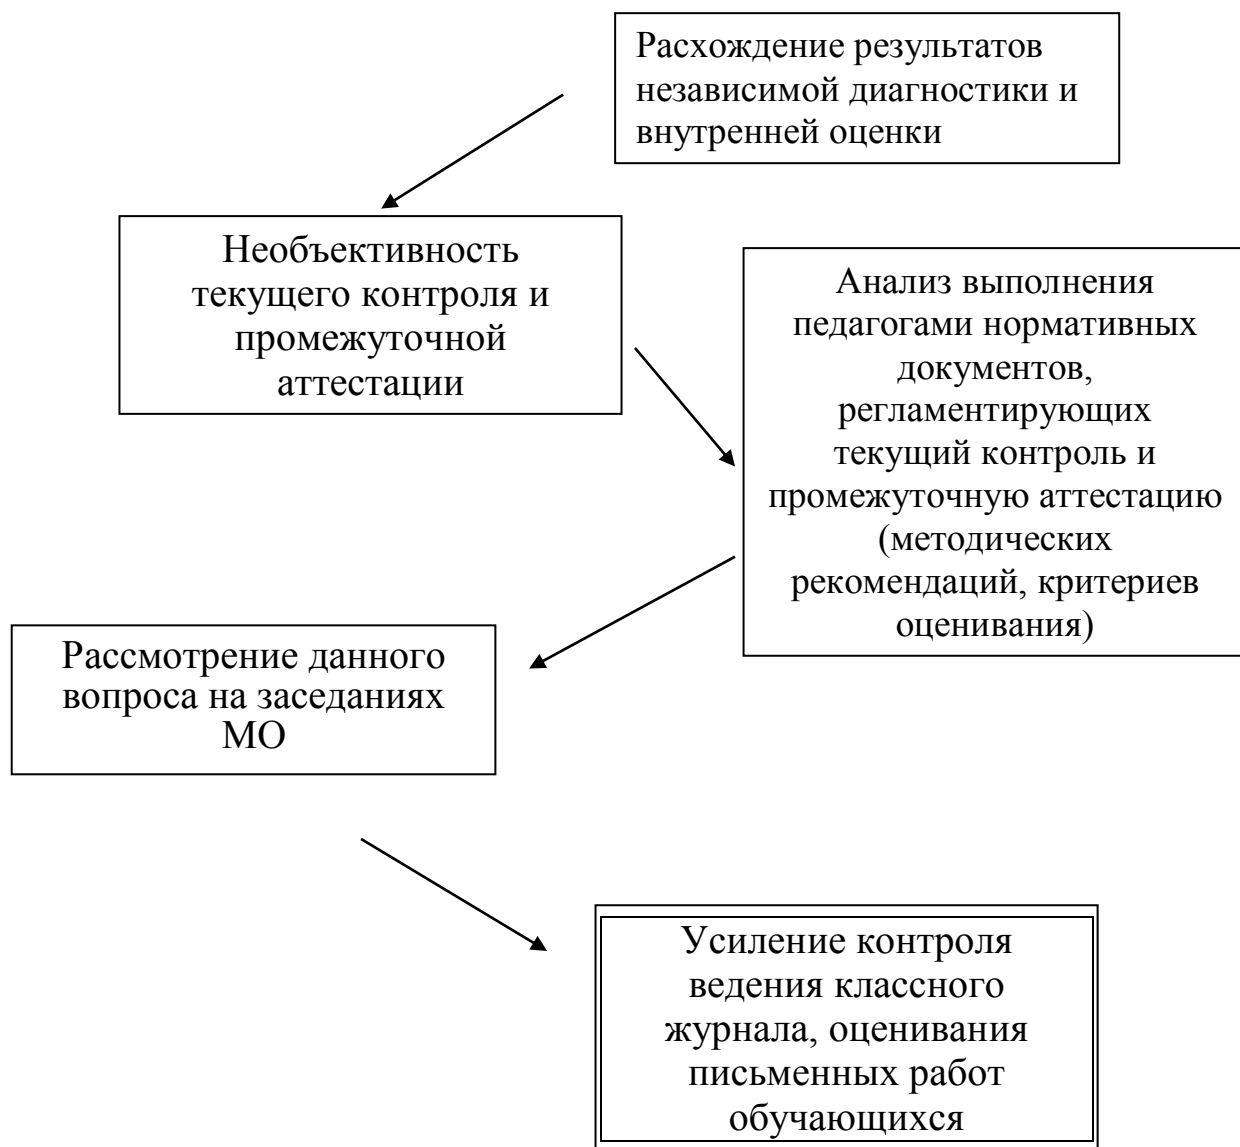 Расхождение результатов
независимой диагностики и
внутренней оценки
Необъективность
текущего контроля и
промежуточной
аттестации
Анализ выполнения
педагогами нормативных
документов,
регламентирующих
текущий контроль и
промежуточную аттестацию
(методических
рекомендаций, критериев
оценивания)
Рассмотрение данного
вопроса на заседаниях
МО
Усиление контроля
ведения классного
журнала, оценивания
письменных работ
обучающихся